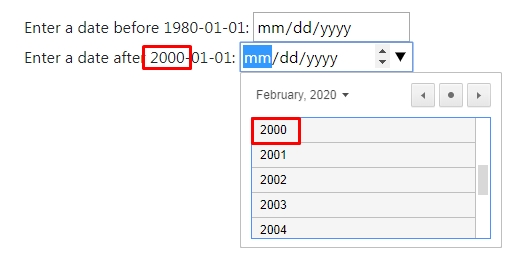 Enter a date before 1980-01-01: mm/dd/yyyy
Enter a date after 2000-01-01: mm/dd/yyyy
February, 2020
2000
2001
2002
2003
2004